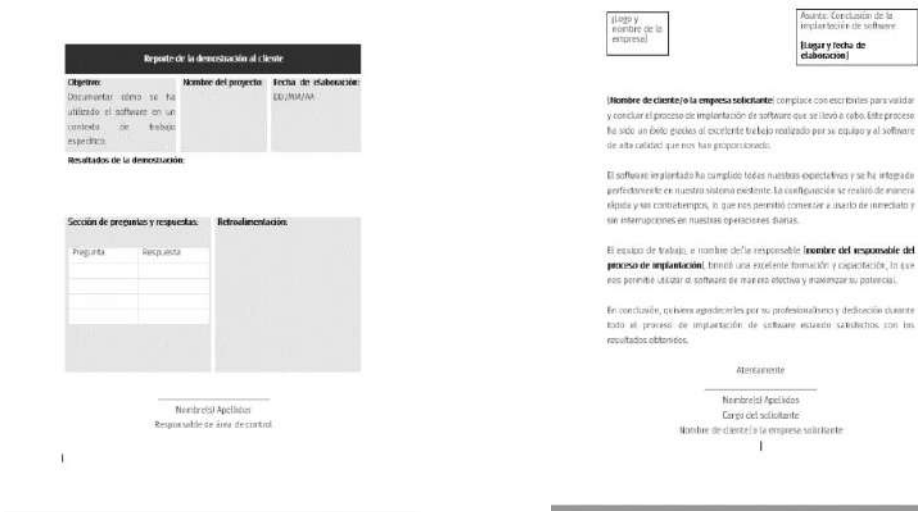 Reporte de la demostración al cliente
Objetivo:
Documentar cómo se ha
utilizado el software en un
contexto de trabajo
específico.
Nombre del proyecto
Fecha de elaboración:
DD/MM/AA
Resultados de la demostración:
Sección de preguntas y respuestas:
Retroalimentación:
Pregunta
Respuesta
Nombre(s) Apellidos
Responsable de área de control
[Logo y
nombre de la
empresa]
Asunto: Conclusión de la
implantación de software
[Lugar y fecha de
elaboración]
[Nombre de cliente/o la empresa solicitante] complace con escribirles para validar
y concluir el proceso de implantación de software que se llevó a cabo. Este proceso
ha sido un éxito gracias al excelente trabajo realizado por su equipo y al software
de alta calidad que nos han proporcionado.
El software implantado ha cumplido todas nuestras expectativas y se ha integrado
perfectamente en nuestro sistema existente. La configuración se realizó de manera
rápida y sin contratiempos, lo que nos permitió comenzar a usarlo de inmediato y
sin interrupciones en nuestras operaciones diarias.
El equipo de trabajo, a nombre de/la responsable [nombre del responsable del
proceso de implantación], brindó una excelente formación y capacitación, lo que
nos permite utilizar el software de manera efectiva y maximizar su potencial.
En conclusión, quisiera agradecerles por su profesionalismo y dedicación durante
todo el proceso de implantación de software estando satisfechos con los
resultados obtenidos.
Atentamente
Nombre(s) Apellidos
Cargo del solicitante
Nombre de cliente/o la empresa solicitante